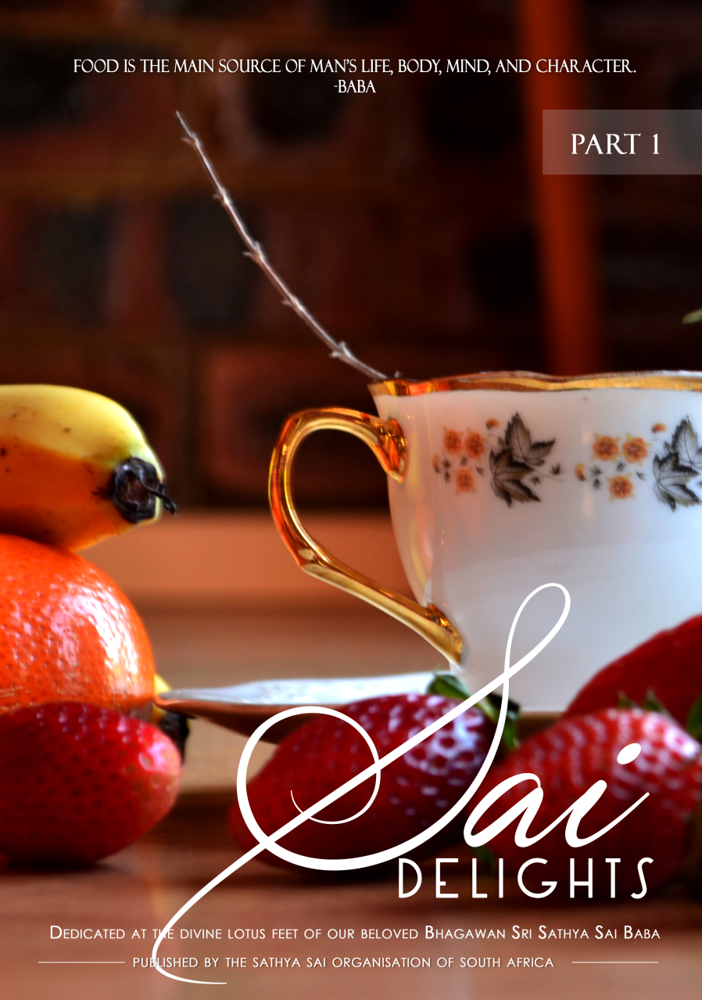 FOOD IS THE MAIN SOURCE OF MAN'S LIFE, BODY, MIND, AND CHARACTER.
-BABA
PART 1
Sai
DELIGHTS
DEDICATED AT THE DIVINE LOTUS FEET OF OUR BELOVED BHAGAWAN SRI SATHYA SAI BABA
PUBLISHED BY THE SATHYA SAI ORGANISATION OF SOUTH AFRICA